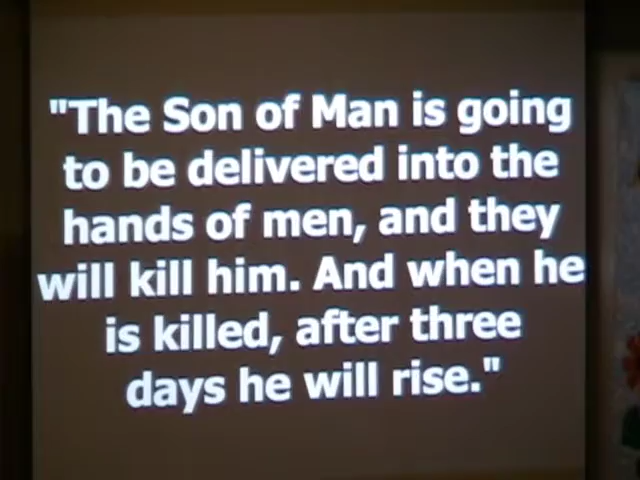 "The Son of Man is going
to be delivered into the
hands of men, and they
will kill him. And when he
is killed, after three
days he will rise."